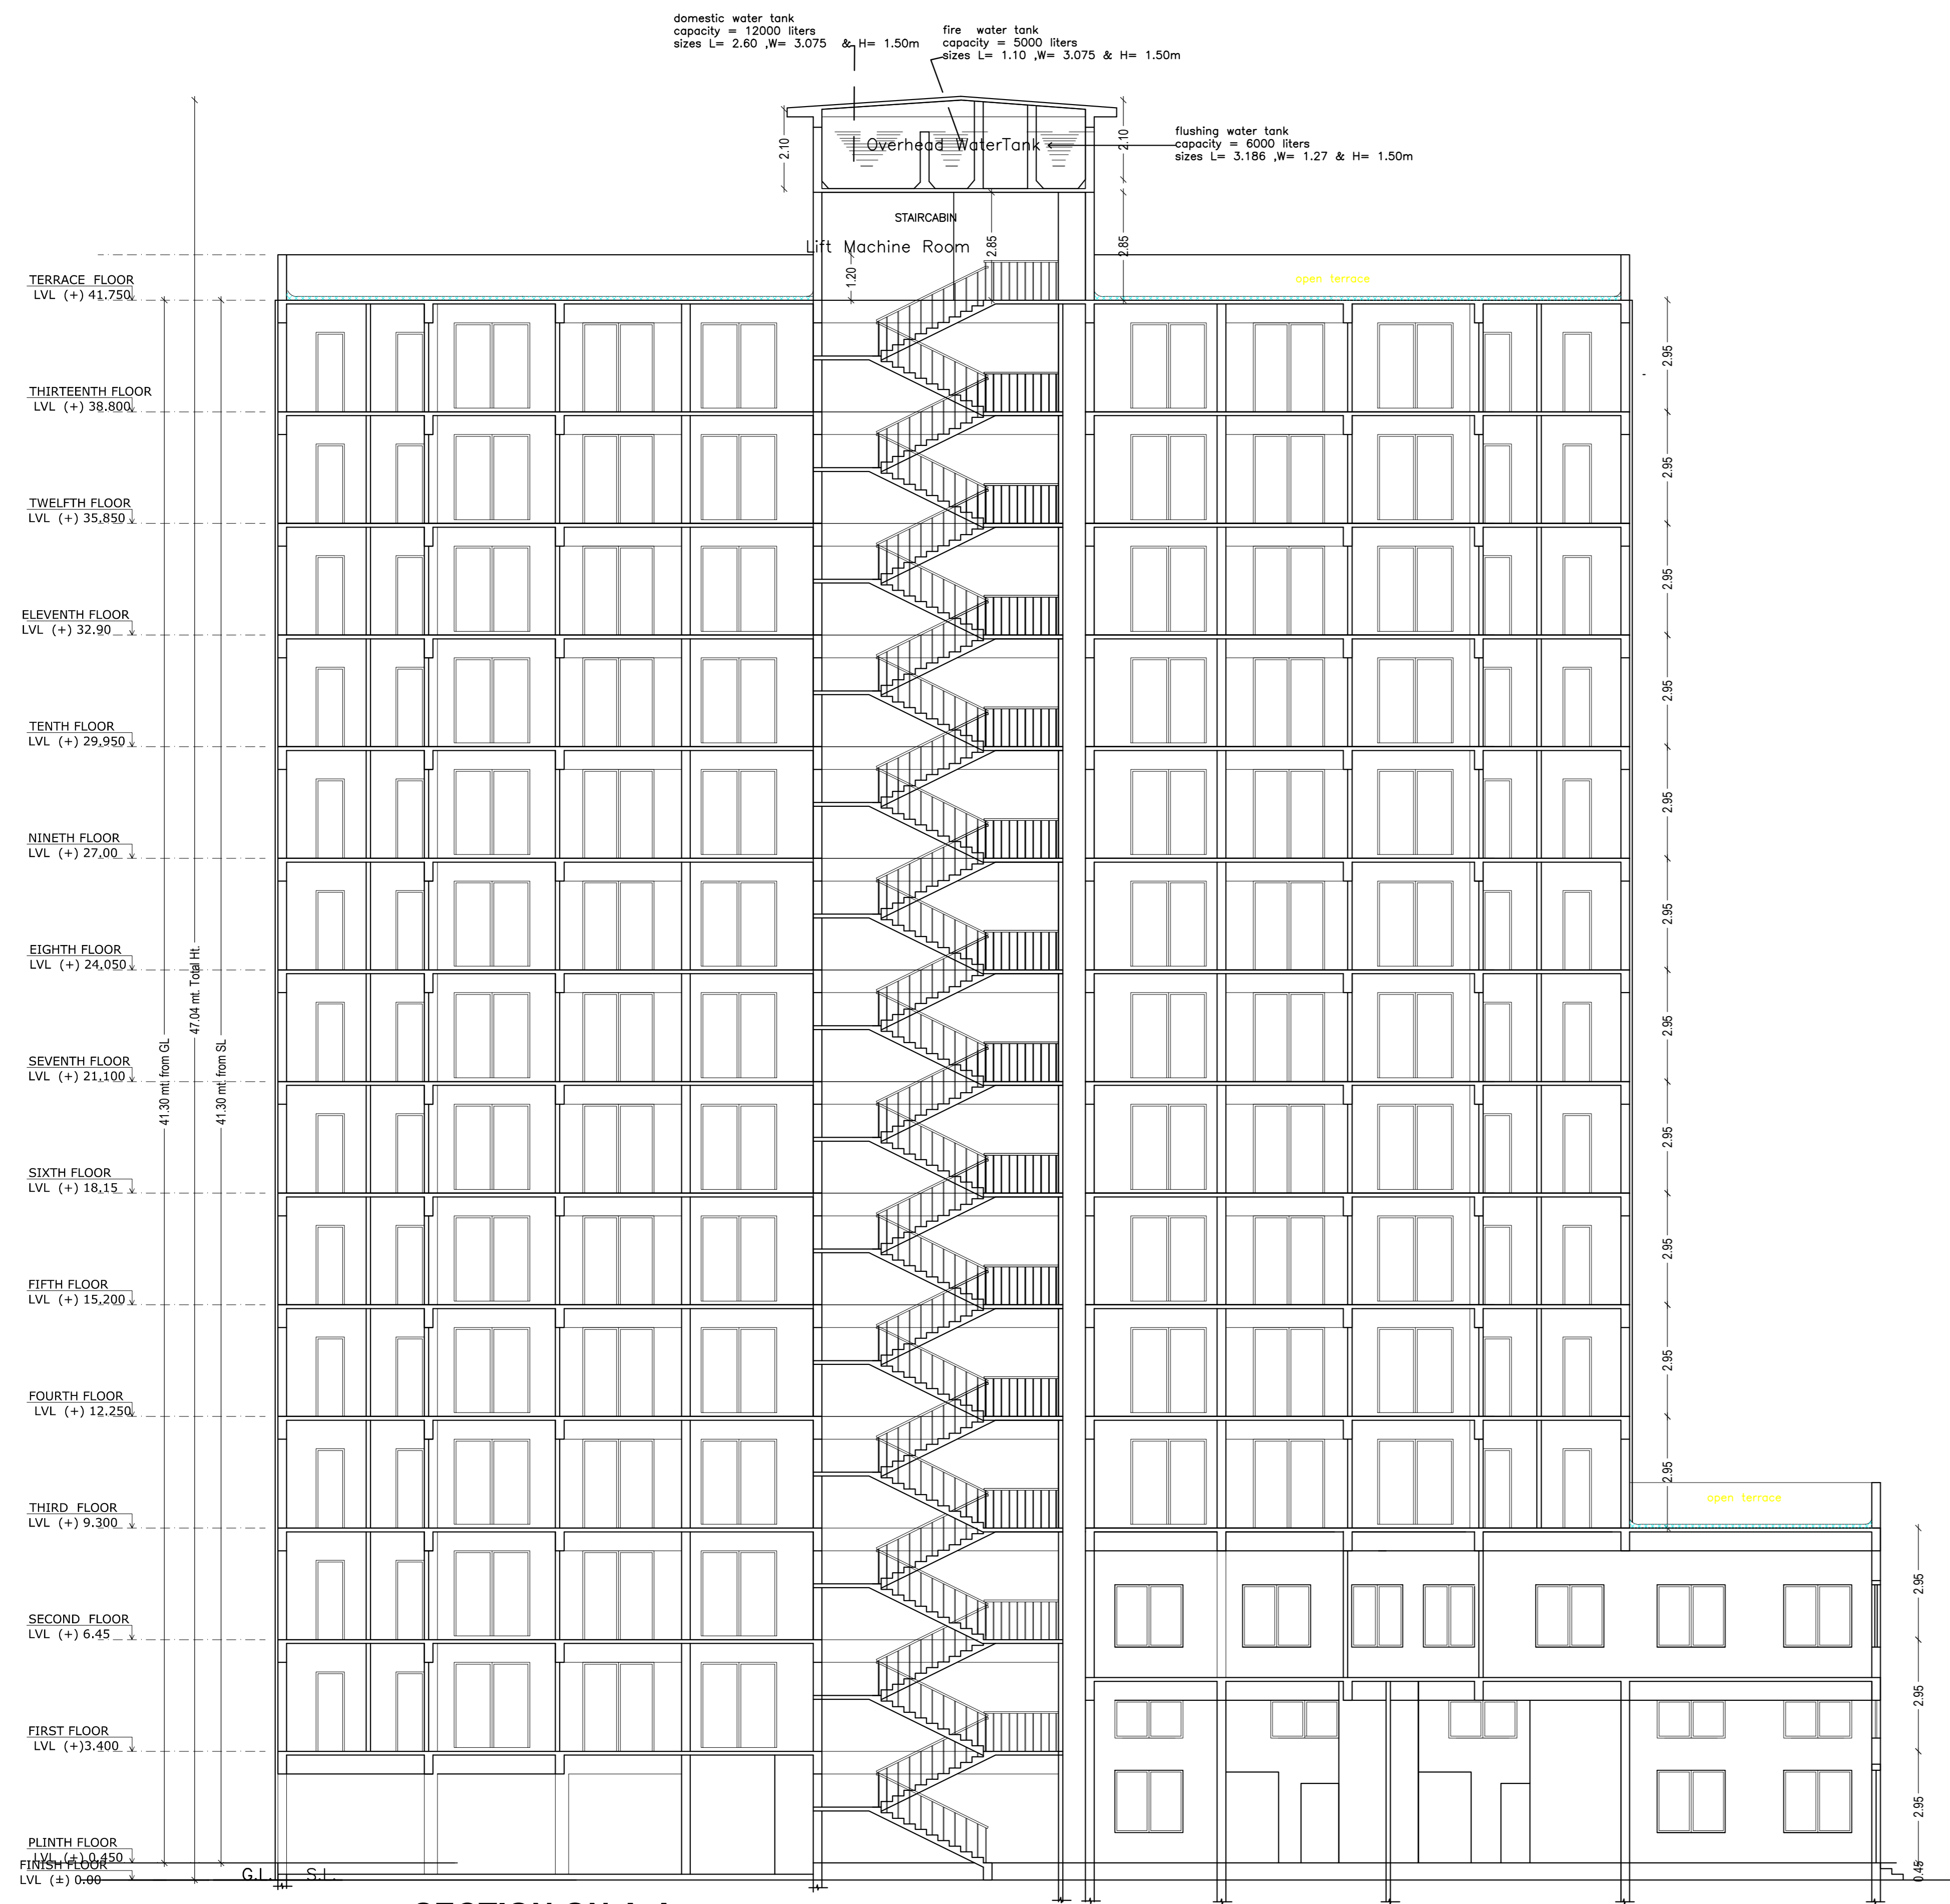 domestic water tank
capacity = 12000 liters
sizes L= 2.60 ,W= 3.075 & H= 1.50m
fire water tank
capacity = 5000 liters
sizes L= 1.10 ,W= 3.075 & H= 1.50m
flushing water tank
capacity = 6000 liters
sizes L= 3.186 ,W= 1.27 & H= 1.50m
2.10
Overhead WaterTank
2.10
STAIRCABIN
Lift Machine Room
2.85
2.85
1.20
open terrace
TERRACE FLOOR
LVL (+) 41.750
2.95
THIRTEENTH FLOOR
LVL (+) 38.800
2.95
TWELFTH FLOOR
LVL (+) 35.850
2.95
ELEVENTH FLOOR
LVL (+) 32.90
2.95
TENTH FLOOR
LVL (+) 29.950
2.95
NINETH FLOOR
LVL (+) 27.00
2.95
EIGHTH FLOOR
LVL (+) 24.050
2.95
SEVENTH FLOOR
LVL (+) 21.100
2.95
SIXTH FLOOR
LVL (+) 18.15
2.95
FIFTH FLOOR
LVL (+) 15.200
2.95
FOURTH FLOOR
LVL (+) 12.250
2.95
open terrace
THIRD FLOOR
LVL (+) 9.300
2.95
SECOND FLOOR
LVL (+) 6.45
2.95
FIRST FLOOR
LVL (+)3.400
2.95
PLINTH FLOOR
LVL (+) 0.450
FINISH FLOOR
LVL (±) 0.00
0.45
41.30 mt. from GL
47.04 mt. Total Ht.
41.30 mt. from SL
G.L.
S.L.